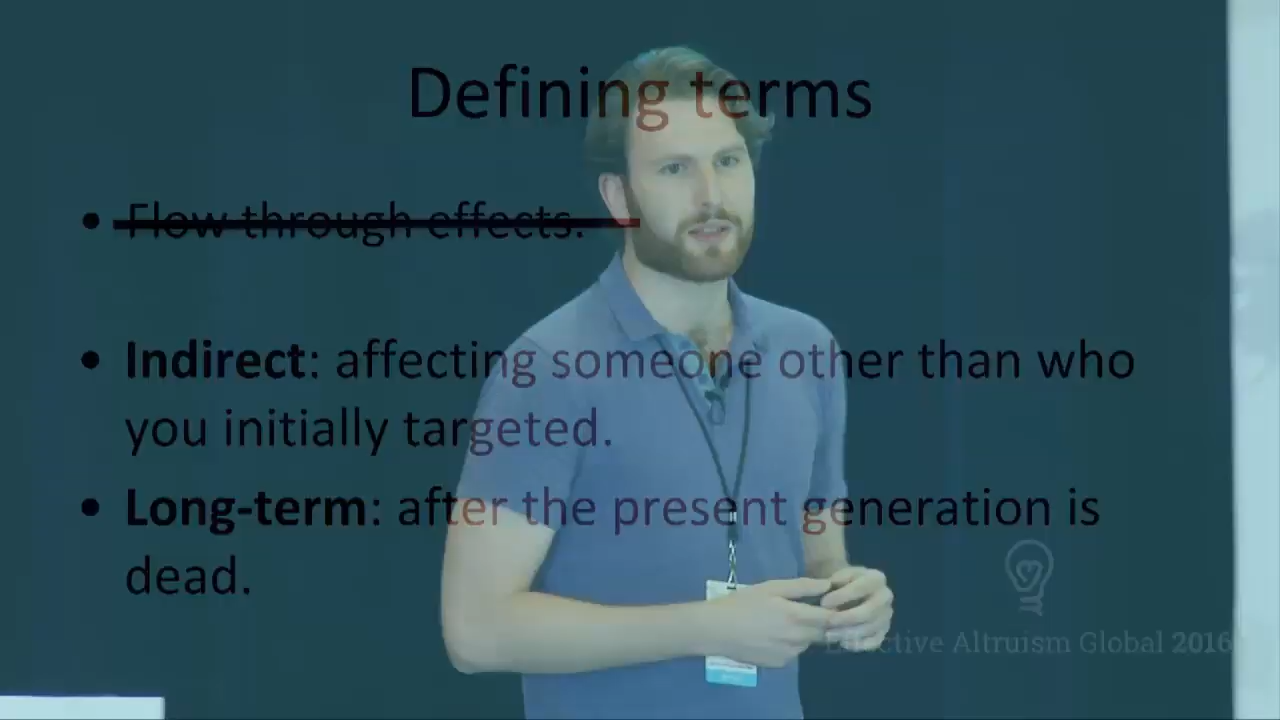 Defining terms
• Flow through effects.
• Indirect: affecting someone other than who
you initially targeted.
• Long-term: after the present generation is
dead.
Effective Altruism Global 2016